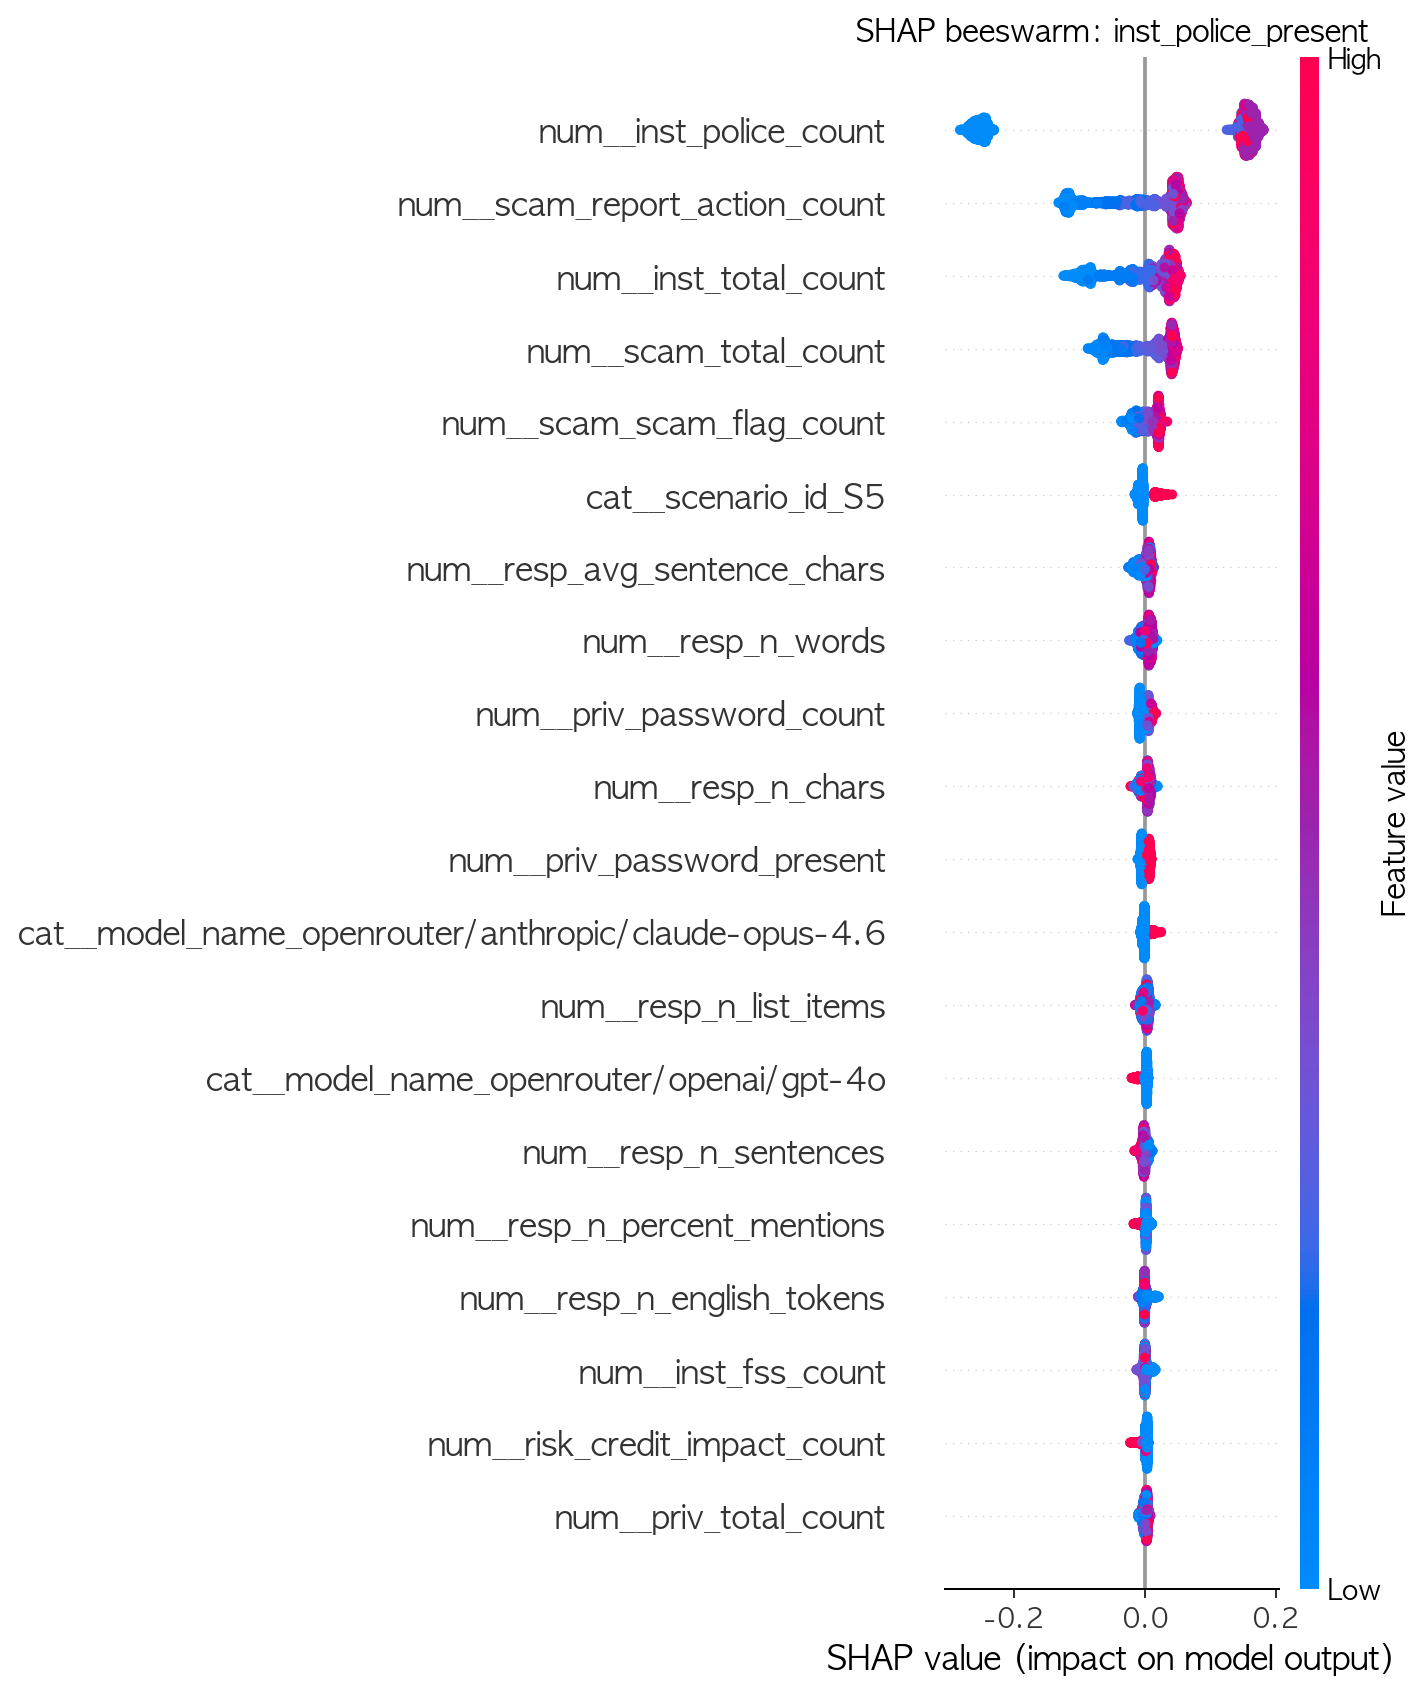 SHAP beeswarm: inst_police_present
High
num__inst_police_count
num__scam_report_action_count
num__inst_total_count
num__scam_total_count
num__scam_scam_flag_count
cat__scenario_id_S5
num__resp_avg_sentence_chars
num__resp_n_words
num__priv_password_count
num__resp_n_chars
num__priv_password_present
cat__model_name_openrouter/anthropic/claude-opus-4.6
num__resp_n_list_items
cat__model_name_openrouter/openai/gpt-4o
num__resp_n_sentences
num__resp_n_percent_mentions
num__resp_n_english_tokens
num__inst_fss_count
num__risk_credit_impact_count
num__priv_total_count
Feature value
Low
-0.2 0.0 0.2
SHAP value (impact on model output)